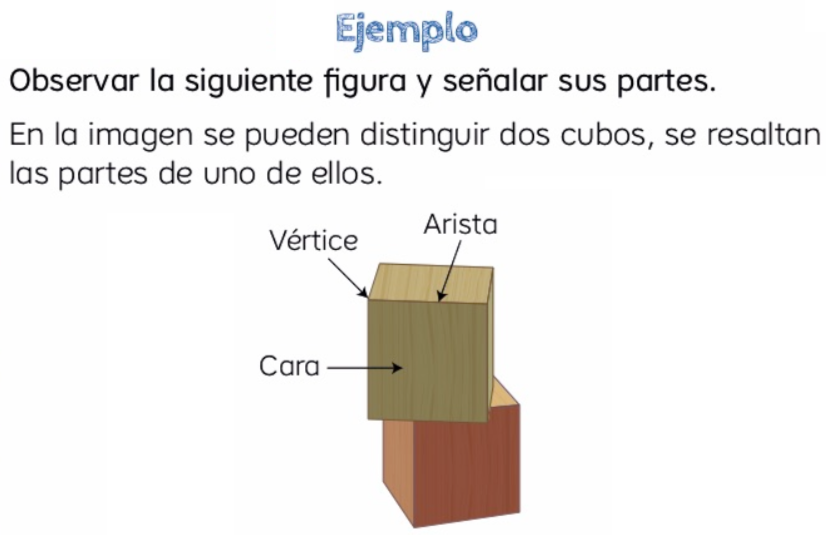 Ejemplo
Observar la siguiente figura y señalar sus partes.
En la imagen se pueden distinguir dos cubos, se resaltan
las partes de uno de ellos.
Vértice
Arista
Cara